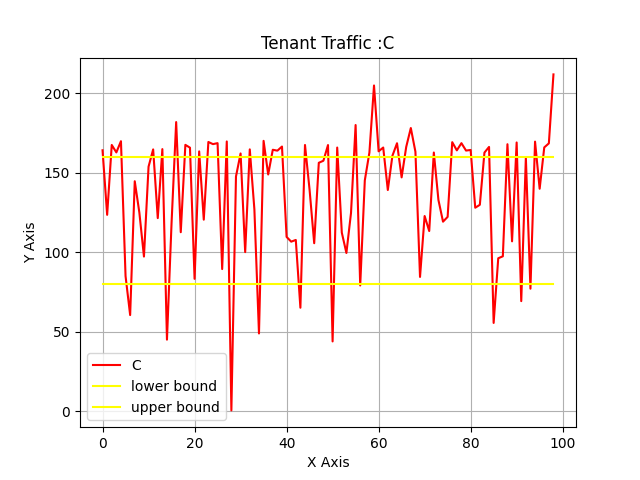 Tenant Traffic :C
Y Axis
200
150
100
50
0
C
lower bound
upper bound
0 20 40 60 80 100
X Axis